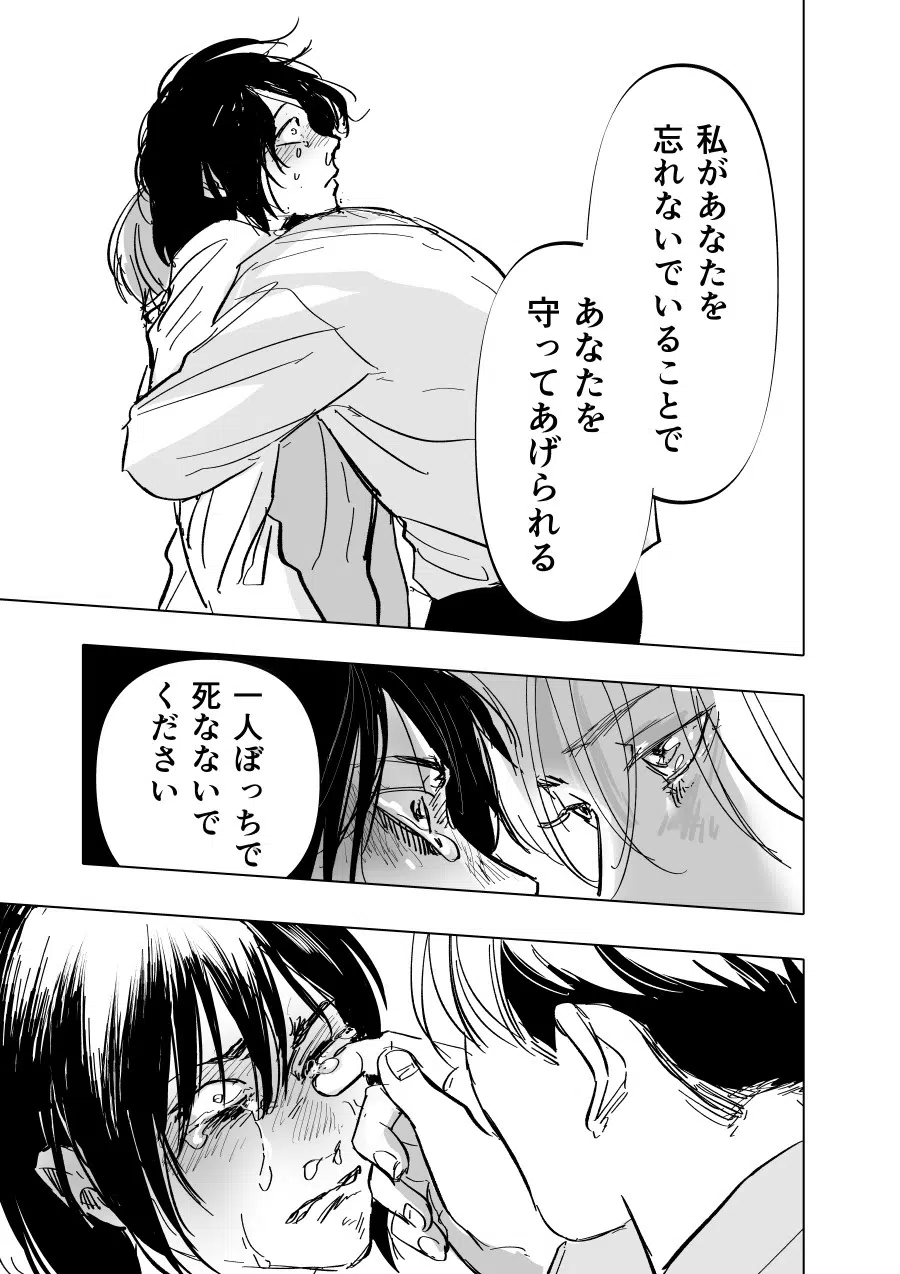 私があなたを
忘れないでいることで
あなたを
守ってあげられる
一人ぼっちで
死なないで
ください